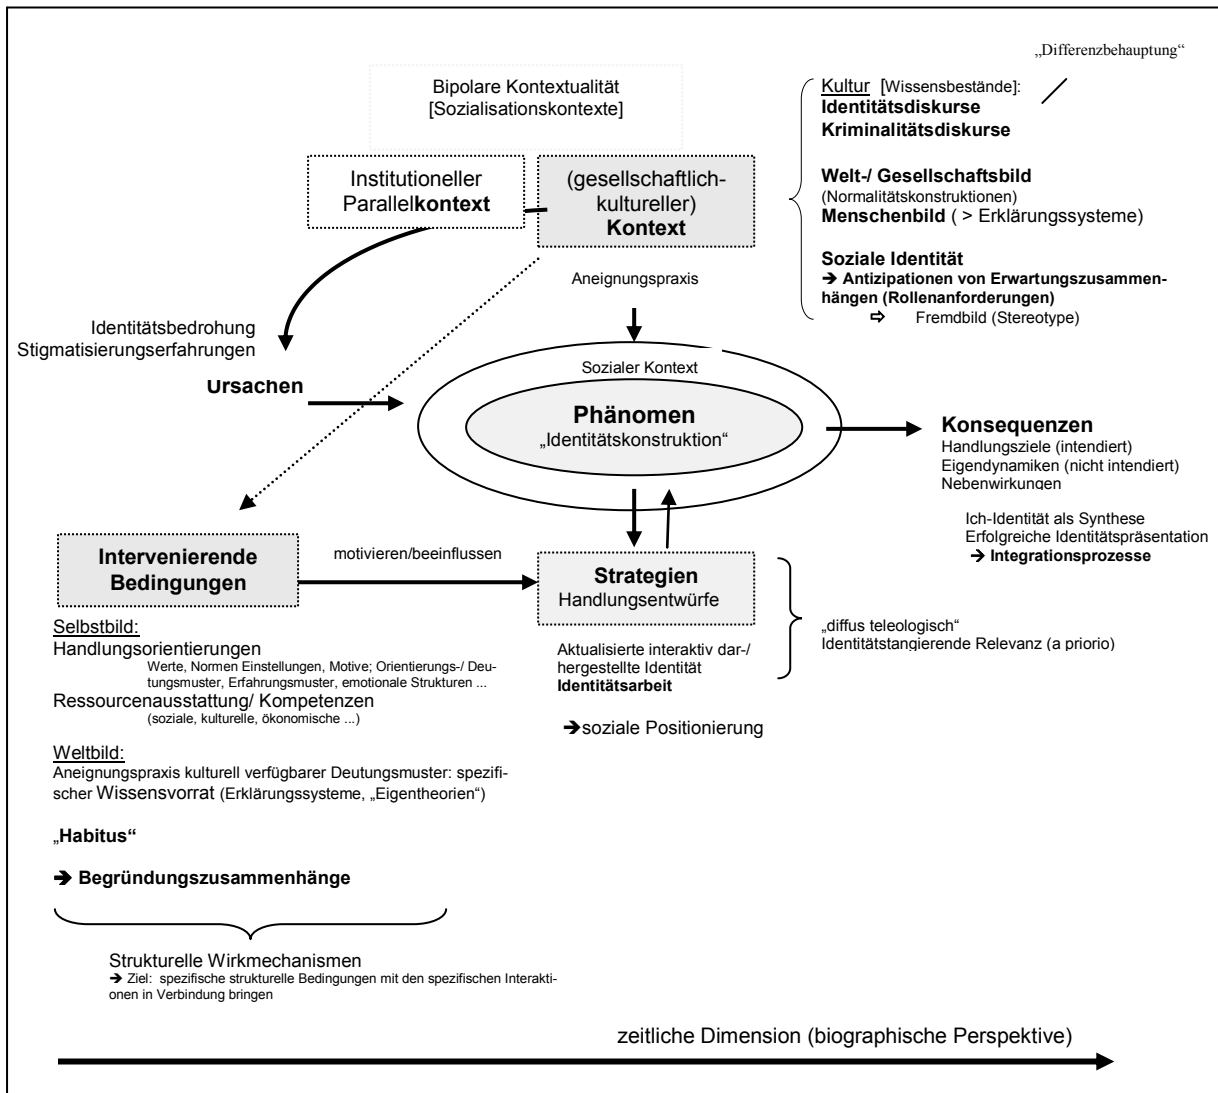 „Differenzbehauptung“
Bipolare Kontextualität
[Sozialisationskontexte]
Kultur [Wissensbestände]:
Identitätsdiskurse
Kriminalitätsdiskurse
Institutioneller
Parallelkontext
(gesellschaftlich-
kultureller)
Kontext
Welt-/ Gesellschaftsbild
(Normalitätskonstruktionen)
Menschenbild ( > Erklärungssysteme)
Soziale Identität
➔ Antizipationen von Erwartungszusammen-
hängen (Rollenanforderungen)
⇨ Fremdbild (Stereotype)
Aneignungspraxis
Identitätsbedrohung
Stigmatisierungserfahrungen
Ursachen
Sozialer Kontext
Phänomen
„Identitätskonstruktion“
Konsequenzen
Handlungsziele (intendiert)
Eigendynamiken (nicht intendiert)
Nebenwirkungen
Ich-Identität als Synthese
Erfolgreiche Identitätspräsentation
➔ Integrationsprozesse
Intervenierende
Bedingungen
motivieren/beeinflussen
Strategien
Handlungsentwürfe
„diffus teleologisch“
Identitätstangierende Relevanz (a priorio)
Aktualisierte interaktiv dar-/
hergestellte Identität
Identitätsarbeit
➔soziale Positionierung
Selbstbild:
Handlungsorientierungen
Werte, Normen Einstellungen, Motive; Orientierungs-/ Deu-
tungsmuster, Erfahrungsmuster, emotionale Strukturen ...
Ressourcenausstattung/ Kompetenzen
(soziale, kulturelle, ökonomische ...)
Weltbild:
Aneignungspraxis kulturell verfügbarer Deutungsmuster: spezifi-
scher Wissensvorrat (Erklärungssysteme, „Eigentheorien“)
„Habitus“
➔ Begründungszusammenhänge
Strukturelle Wirkmechanismen
➔ Ziel: spezifische strukturelle Bedingungen mit den spezifischen Interakti-
onen in Verbindung bringen
zeitliche Dimension (biographische Perspektive)